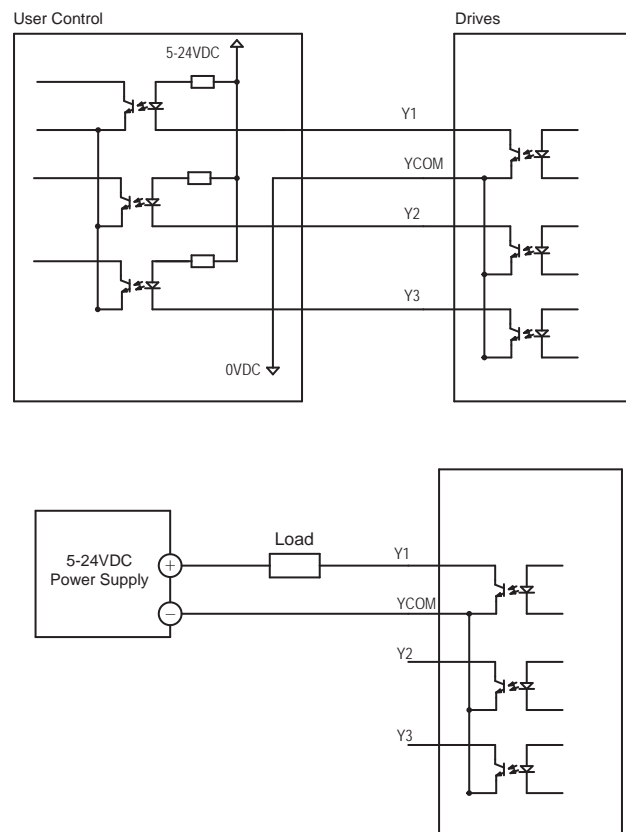 User Control
Drives
5-24VDC
Y1
YCOM
Y2
Y3
0VDC
5-24VDC
Power Supply
+
−
Load
Y1
YCOM
Y2
Y3